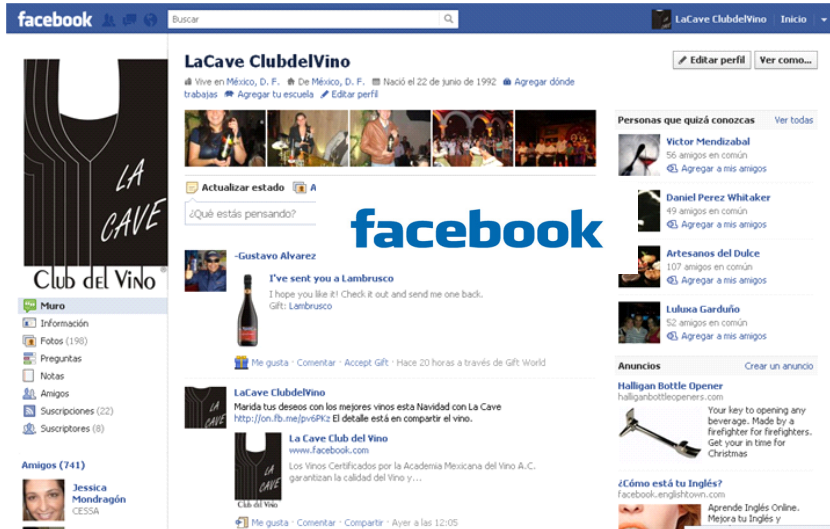 facebook
Buscar
LaCave ClubdelVino
Inicio
LA
CAVE
Club del Vino
LaCave ClubdelVino
Editar perfil
Ver como...
Vive en México, D. F. De México, D. F. Nació el 22 de junio de 1992 Agregar dónde
trabajas Agregar tu escuela Editar perfil
Actualizar estado A
¿Qué estás pensando?
facebook
-Gustavo Alvarez
I've sent you a Lambrusco
I hope you like it! Check it out and send me one back.
Gift: Lambrusco
Me gusta · Comentar · Accept Gift · Hace 20 horas a través de Gift World
LA
CAVE
LaCave ClubdelVino
Marida tus deseos con los mejores vinos esta Navidad con La Cave
http://on.fb.me/pv6PKz El detalle está en compartir el vino.
LA
CAVE
Club del Vino
La Cave Club del Vino
www.facebook.com
Los Vinos Certificados por la Academia Mexicana del Vino A.C.
garantizan la calidad del Vino y...
Me gusta · Comentar · Compartir · Ayer a las 12:05
Muro
Información
Fotos (198)
Preguntas
Notas
Amigos
Suscripciones (22)
Suscriptores (8)
Amigos (741)
Jessica
Mondragón
CESSA
Personas que quizá conozcas
Ver todas
Victor Mendizabal
56 amigos en común
Agregar a mis amigos
Daniel Perez Whitaker
49 amigos en común
Agregar a mis amigos
Artesanos del Dulce
107 amigos en común
Agregar a mis amigos
Luluxa Garduño
52 amigos en común
Agregar a mis amigos
Anuncios
Crear un anuncio
Halligan Bottle Opener
halliganbottleopeners.com
Your key to opening any
beverage. Made by a
firefighter for firefighters.
Get your in time for
Christmas
¿Cómo está tu Inglés?
facebook.englishtown.com
Aprende Inglés Online.
Mejora tu Inglés y